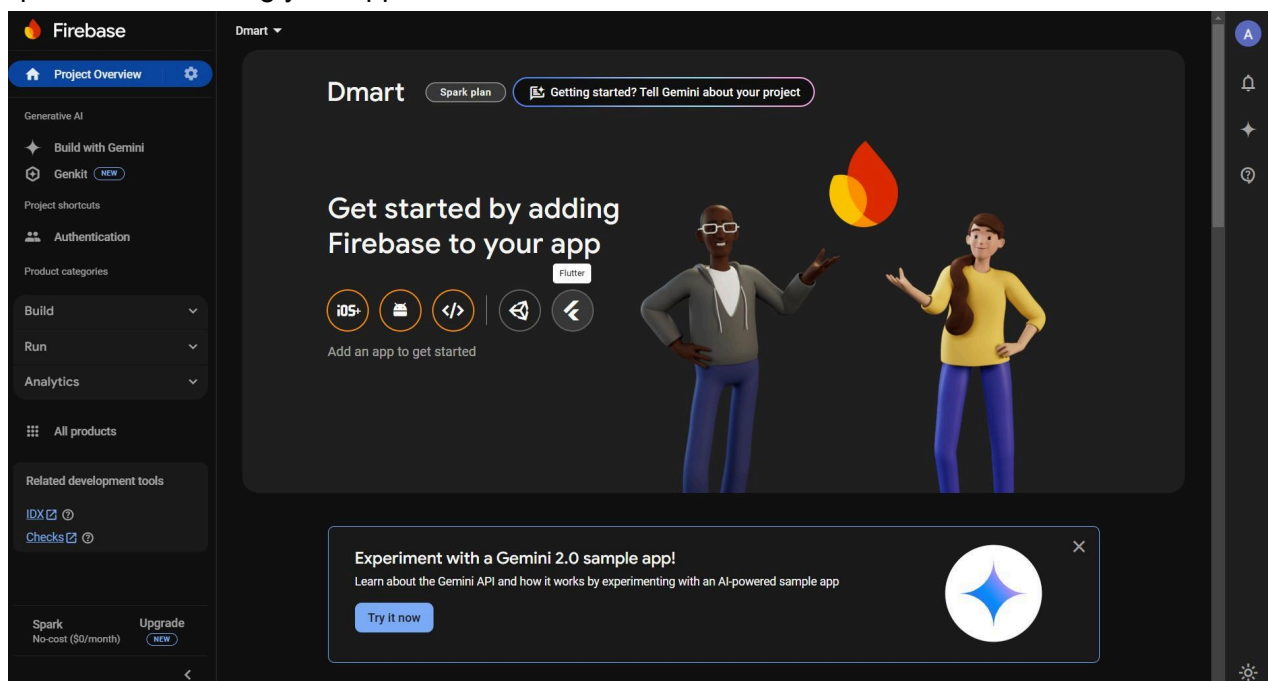 Firebase
Dmart
Project Overview
Dmart
Spark plan
Getting started? Tell Gemini about your project
Generative AI
Build with Gemini
Genkit NEW
Project shortcuts
Authentication
Product categories
Build
Run
Analytics
All products
Related development tools
IDX
Checks
Spark
No-cost ($0/month)
Upgrade
NEW
Get started by adding
Firebase to your app
Flutter
iOS+
</>
Add an app to get started
Experiment with a Gemini 2.0 sample app!
Learn about the Gemini API and how it works by experimenting with an AI-powered sample app
Try it now
A